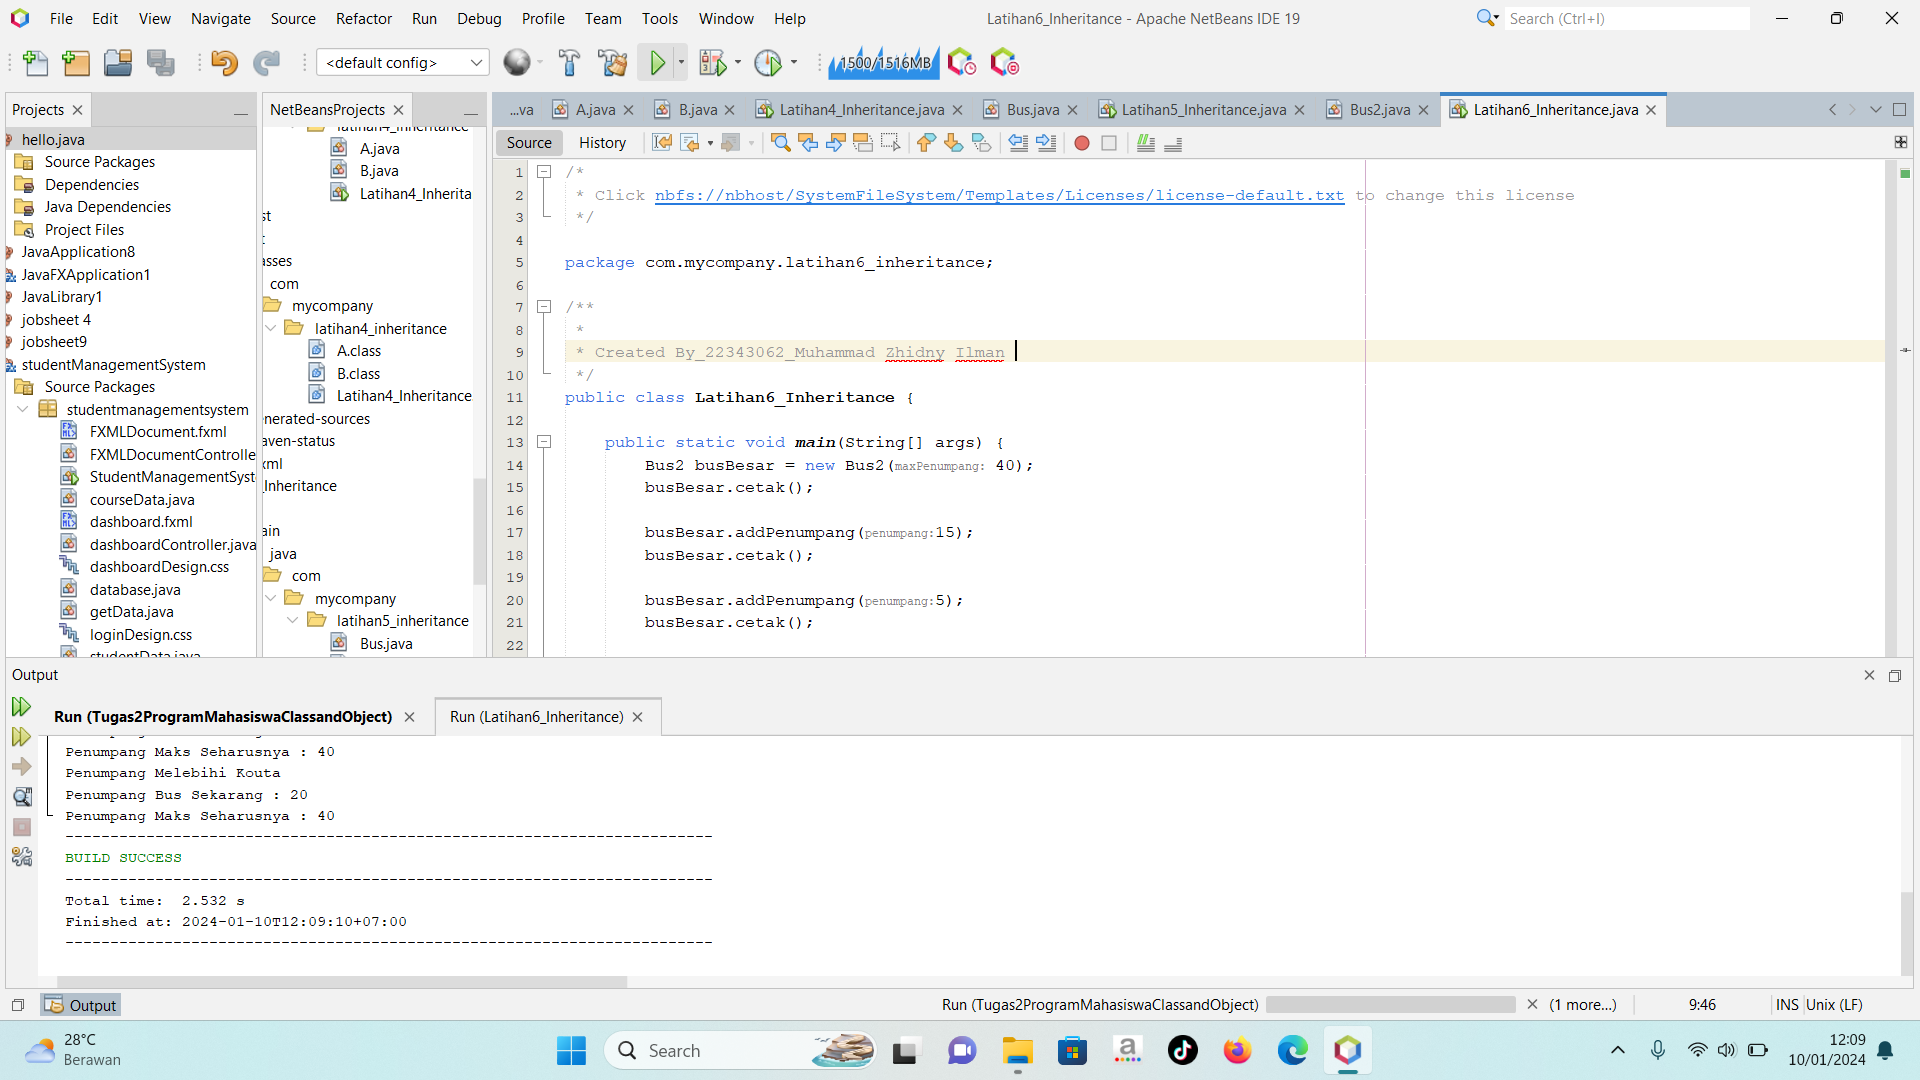 File Edit View Navigate Source Refactor Run Debug Profile Team Tools Window Help Latihan6_Inheritance - Apache NetBeans IDE 19 Search (Ctrl+I)
<default config> 1500/1516MB
Projects
hello.java
Source Packages
Dependencies
Java Dependencies
Project Files
JavaApplication8
JavaFXApplication1
JavaLibrary1
jobsheet 4
jobsheet9
studentManagementSystem
Source Packages
studentmanagementsystem
FXMLDocument.fxml
FXMLDocumentControlle
StudentManagementSyst
courseData.java
dashboard.fxml
dashboardController.java
dashboardDesign.css
database.java
getData.java
loginDesign.css
studentData.java
NetBeansProjects
latihan4_inheritance
A.java
B.java
Latihan4_Inherita
st
t
asses
com
mycompany
latihan4_inheritance
A.class
B.class
Latihan4_Inheritance
nerated-sources
aven-status
xml
_Inheritance
ain
java
com
mycompany
latihan5_inheritance
Bus.java
...va A.java B.java Latihan4_Inheritance.java Bus.java Latihan5_Inheritance.java Bus2.java Latihan6_Inheritance.java
Source History
1 /*
2 * Click nbfs://nbhost/SystemFileSystem/Templates/Licenses/license-default.txt to change this license
3 */
4
5 package com.mycompany.latihan6_inheritance;
6
7 /**
8 *
9 * Created By_22343062_Muhammad Zhidny Ilman
10 */
11 public class Latihan6_Inheritance {
12
13 public static void main(String[] args) {
14 Bus2 busBesar = new Bus2(maxPenumpang: 40);
15 busBesar.cetak();
16
17 busBesar.addPenumpang(penumpang:15);
18 busBesar.cetak();
19
20 busBesar.addPenumpang(penumpang:5);
21 busBesar.cetak();
22
Output
Run (Tugas2ProgramMahasiswaClassandObject) Run (Latihan6_Inheritance)
Penumpang Maks Seharusnya : 40
Penumpang Melebihi Kouta
Penumpang Bus Sekarang : 20
Penumpang Maks Seharusnya : 40
------------------------------------------------------------------------
BUILD SUCCESS
------------------------------------------------------------------------
Total time:  2.532 s
Finished at: 2024-01-10T12:09:10+07:00
------------------------------------------------------------------------
Output Run (Tugas2ProgramMahasiswaClassandObject) (1 more...) 9:46 INS Unix (LF)
28°C
Berawan
Search
12:09
10/01/2024